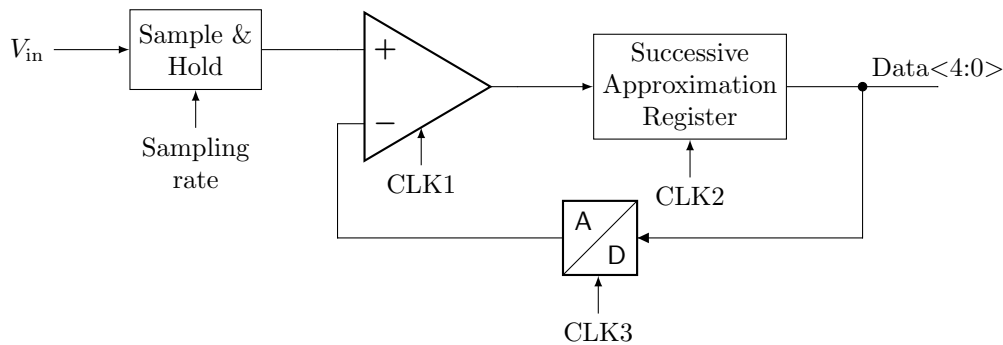 V_in
Sample &
Hold
Sampling
rate
+
−
CLK1
Successive
Approximation
Register
CLK2
Data<4:0>
A
D
CLK3